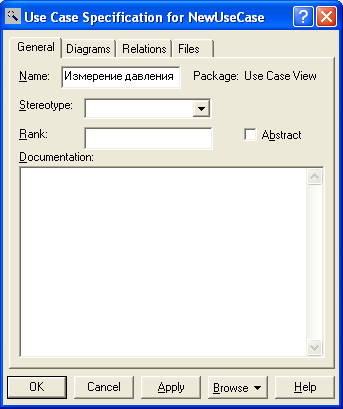 Use Case Specification for NewUseCase
General Diagrams Relations Files
Name: Измерение давления Package: Use Case View
Stereotype:
Rank: Abstract
Documentation:
OK Cancel Apply Browse Help